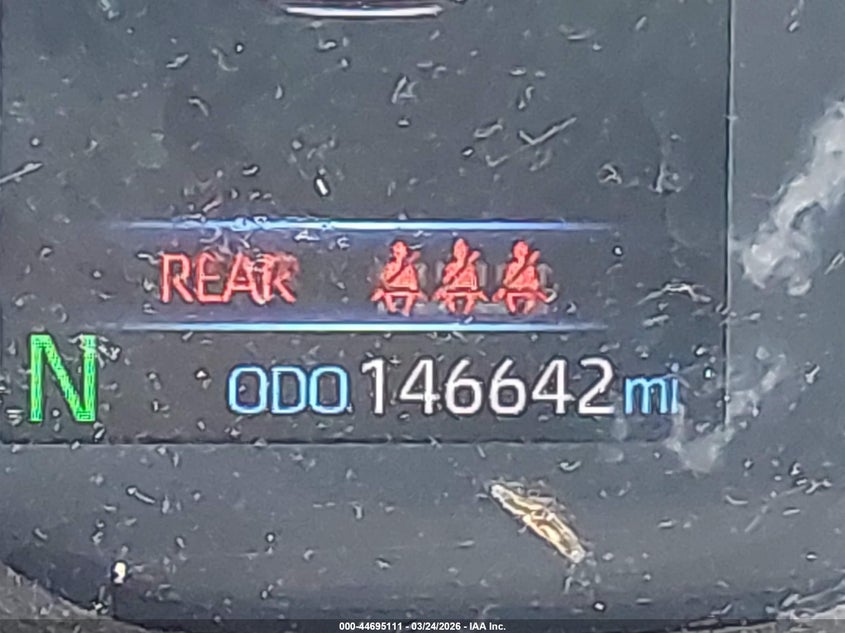 REAR
N
ODO 146642 mi
000-44695111 - 03/24/2026 - IAA Inc.